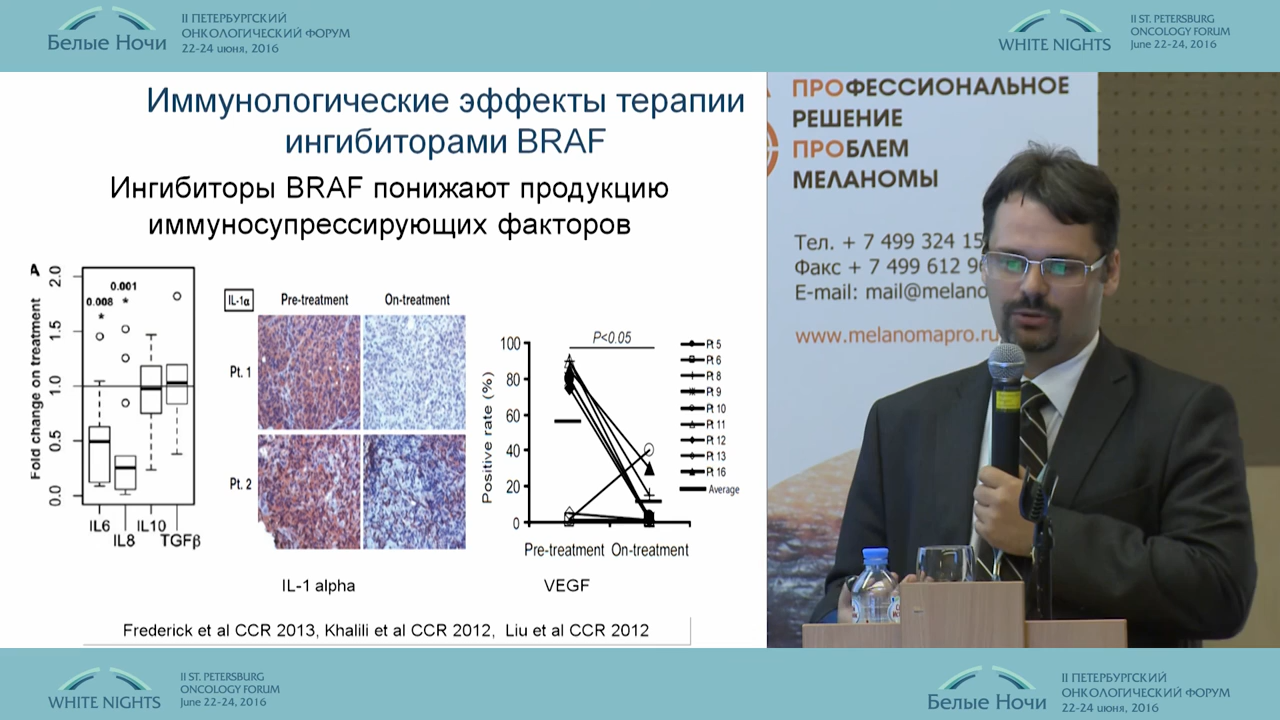 Белые Ночи
II ПЕТЕРБУРГСКИЙ
ОНКОЛОГИЧЕСКИЙ ФОРУМ
22-24 июня, 2016
WHITE NIGHTS
II ST. PETERSBURG
ONCOLOGY FORUM
June 22-24, 2016
Иммунологические эффекты терапии
ингибиторами BRAF
Ингибиторы BRAF понижают продукцию
иммуносупрессирующих факторов
A
Fold change on treatment
2.0
1.5
1.0
0.5
0.0
0.008
*
0.001
*
IL6
IL8
IL10
TGFβ
IL-1α
Pre-treatment
On-treatment
Pt. 1
Pt. 2
IL-1 alpha
Positive rate (%)
100
80
60
40
20
0
P<0.05
Pre-treatment On-treatment
Pt 5
Pt 6
Pt 8
Pt 9
Pt 10
Pt 11
Pt 12
Pt 13
Pt 16
Average
VEGF
Frederick et al CCR 2013, Khalili et al CCR 2012, Liu et al CCR 2012
ПРОФЕССИОНАЛЬНОЕ
РЕШЕНИЕ
ПРОБЛЕМ
МЕЛАНОМЫ
Тел. + 7 499 324 15
Факс + 7 499 612 9
E-mail: mail@melano
www.melanomapro.ru
WHITE NIGHTS
II ST. PETERSBURG
ONCOLOGY FORUM
June 22-24, 2016
Белые Ночи
II ПЕТЕРБУРГСКИЙ
ОНКОЛОГИЧЕСКИЙ ФОРУМ
22-24 июня, 2016